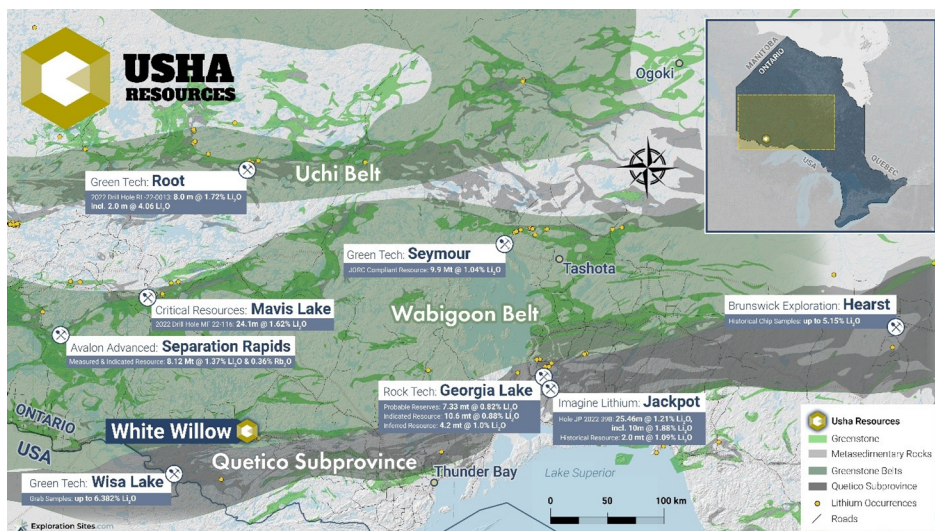 USHA
RESOURCES
MANITOBA
ONTARIO
USA
QUEBEC
Ogoki
Uchi Belt
Green Tech: Root
2022 Drill Hole RL-22-0013: 8.0 m @ 1.72% Li₂O
Incl. 2.0 m @ 4.06 Li₂O
Green Tech: Seymour
JORC Compliant Resource: 9.9 Mt @ 1.04% Li₂O
Tashota
Critical Resources: Mavis Lake
2022 Drill Hole MF 22-116: 24.1m @ 1.62% Li₂O
Wabigoon Belt
Brunswick Exploration: Hearst
Historical Chip Samples: up to 5.15% Li₂O
Avalon Advanced: Separation Rapids
Measured & Indicated Resource: 8.12 Mt @ 1.37% Li₂O & 0.36% Rb₂O
Rock Tech: Georgia Lake
Probable Reserves: 7.33 mt @ 0.82% Li₂O
Indicated Resource: 10.6 mt @ 0.88% Li₂O
Inferred Resource: 4.2 mt @ 1.0% Li₂O
Imagine Lithium: Jackpot
Hole JP 2022 39B: 25.46m @ 1.21% Li₂O,
incl. 10m @ 1.88% Li₂O
Historical Resource: 2.0 mt @ 1.09% Li₂O
ONTARIO
USA
White Willow
Quetico Subprovince
Thunder Bay
Lake Superior
Green Tech: Wisa Lake
Grab Samples: up to 6.382% Li₂O
0 50 100 km
Usha Resources
Greenstone
Metasedimentary Rocks
Greenstone Belts
Quetico Subprovince
Lithium Occurrences
Roads
Exploration Sites.com